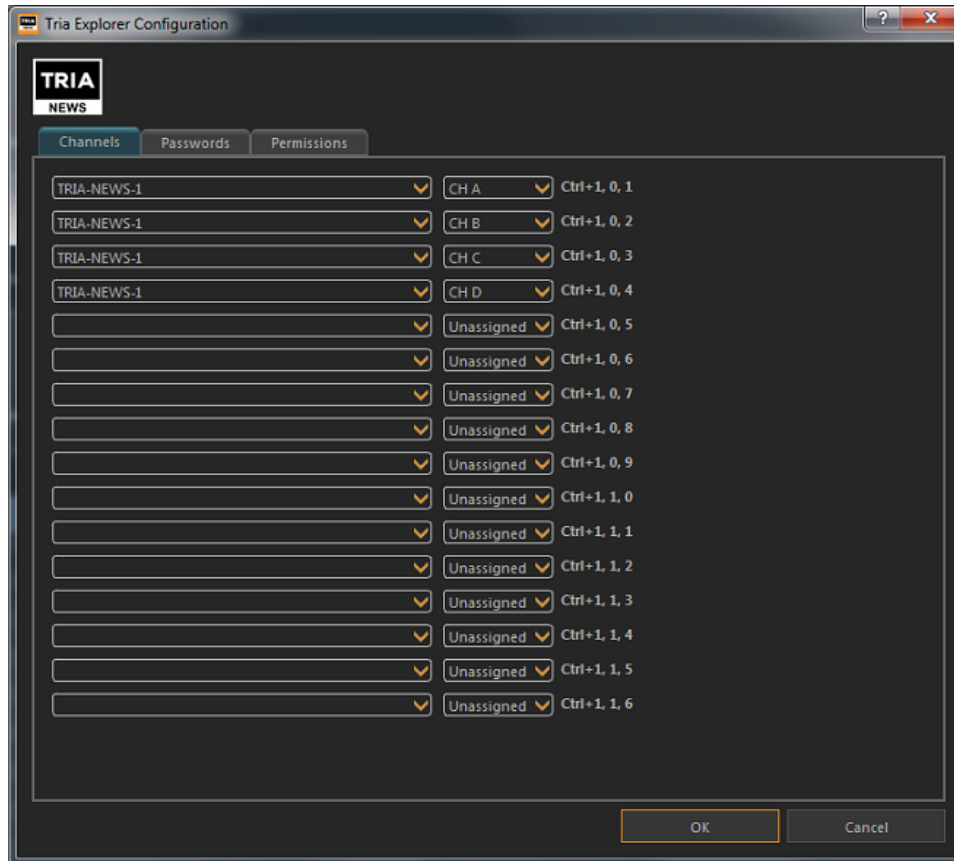 Tria Explorer Configuration
TRIA
NEWS
Channels Passwords Permissions
TRIA-NEWS-1 CH A Ctrl+1, 0, 1
TRIA-NEWS-1 CH B Ctrl+1, 0, 2
TRIA-NEWS-1 CH C Ctrl+1, 0, 3
TRIA-NEWS-1 CH D Ctrl+1, 0, 4
Unassigned Ctrl+1, 0, 5
Unassigned Ctrl+1, 0, 6
Unassigned Ctrl+1, 0, 7
Unassigned Ctrl+1, 0, 8
Unassigned Ctrl+1, 0, 9
Unassigned Ctrl+1, 1, 0
Unassigned Ctrl+1, 1, 1
Unassigned Ctrl+1, 1, 2
Unassigned Ctrl+1, 1, 3
Unassigned Ctrl+1, 1, 4
Unassigned Ctrl+1, 1, 5
Unassigned Ctrl+1, 1, 6
OK Cancel